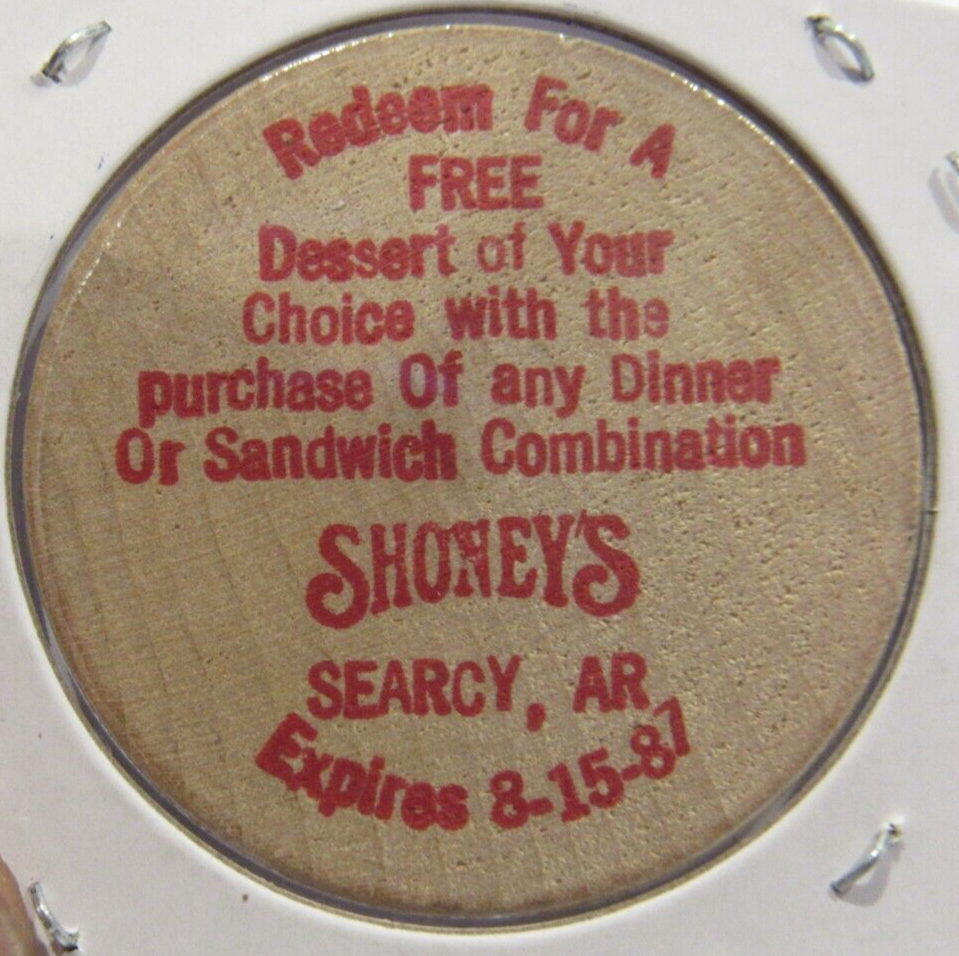 Redeem For A
FREE
Dessert of Your
Choice with the
purchase Of any Dinner
Or Sandwich Combination
SHONEY'S
SEARCY, AR
Expires 8-15-87